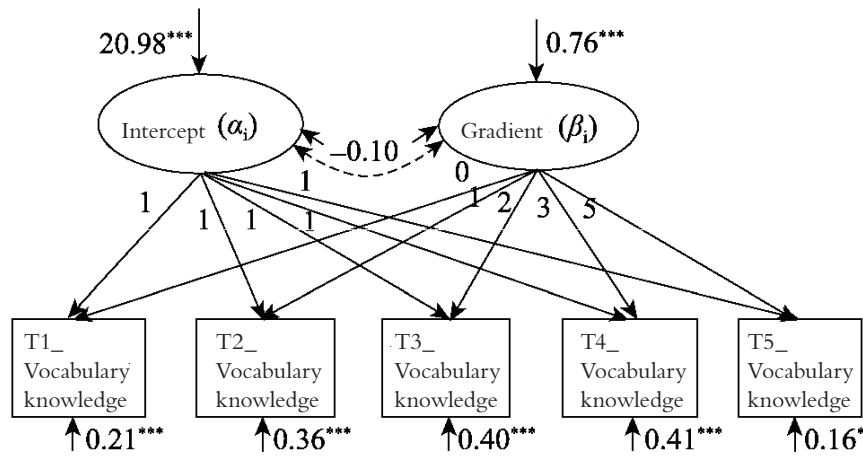 20.98***
0.76***
Intercept (αi)
Gradient (βi)
–0.10
1
1
1
1
1
0
1
2
3
5
T1_
Vocabulary
knowledge
T2_
Vocabulary
knowledge
T3_
Vocabulary
knowledge
T4_
Vocabulary
knowledge
T5_
Vocabulary
knowledge
0.21***
0.36***
0.40***
0.41***
0.16*